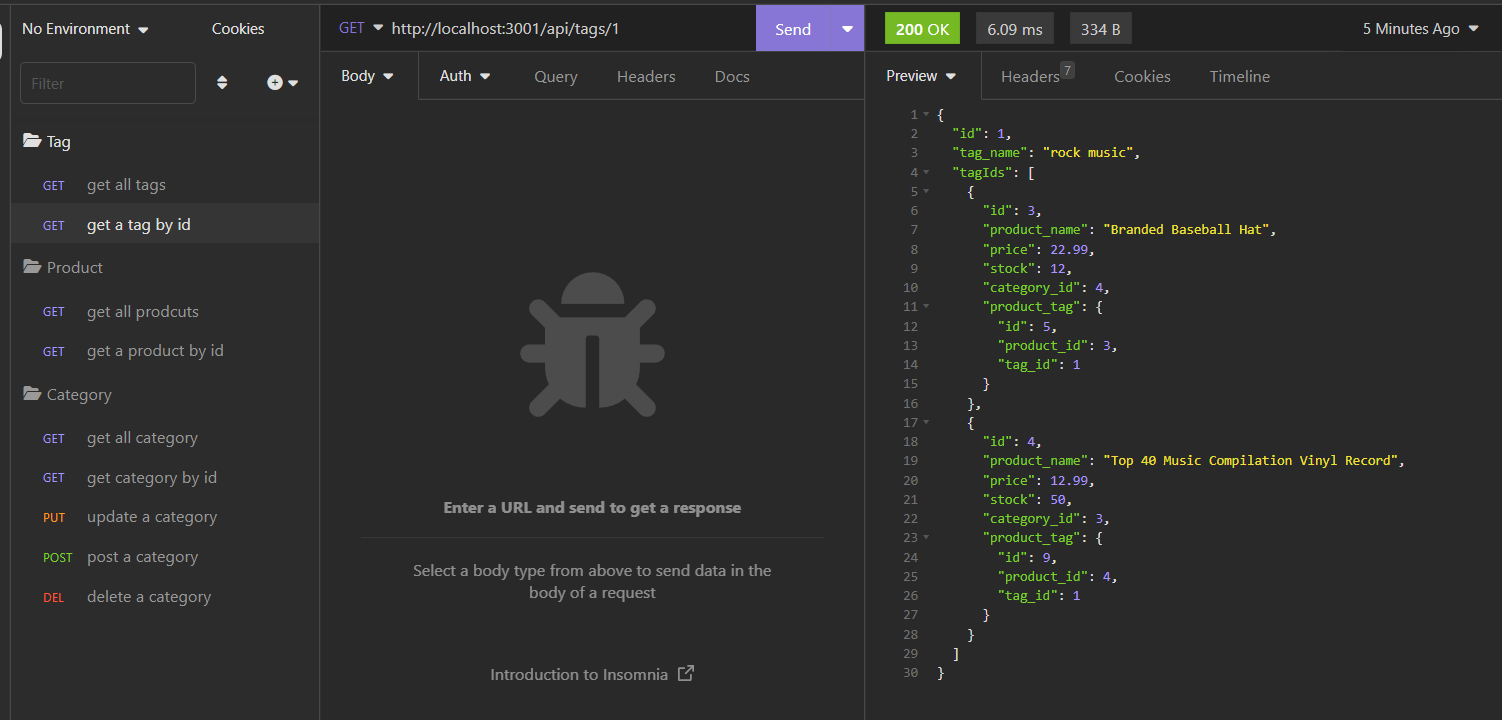 No Environment
Cookies
Filter
Tag
GET get all tags
GET get a tag by id
Product
GET get all prodcuts
GET get a product by id
Category
GET get all category
GET get category by id
PUT update a category
POST post a category
DEL delete a category
GET http://localhost:3001/api/tags/1
Send
Body Auth Query Headers Docs
Enter a URL and send to get a response
Select a body type from above to send data in the
body of a request
Introduction to Insomnia
200 OK 6.09 ms 334 B 5 Minutes Ago
Preview Headers 7 Cookies Timeline
1 {
2 "id": 1,
3 "tag_name": "rock music",
4 "tagIds": [
5 {
6 "id": 3,
7 "product_name": "Branded Baseball Hat",
8 "price": 22.99,
9 "stock": 12,
10 "category_id": 4,
11 "product_tag": {
12 "id": 5,
13 "product_id": 3,
14 "tag_id": 1
15 }
16 },
17 {
18 "id": 4,
19 "product_name": "Top 40 Music Compilation Vinyl Record",
20 "price": 12.99,
21 "stock": 50,
22 "category_id": 3,
23 "product_tag": {
24 "id": 9,
25 "product_id": 4,
26 "tag_id": 1
27 }
28 }
29 ]
30 }